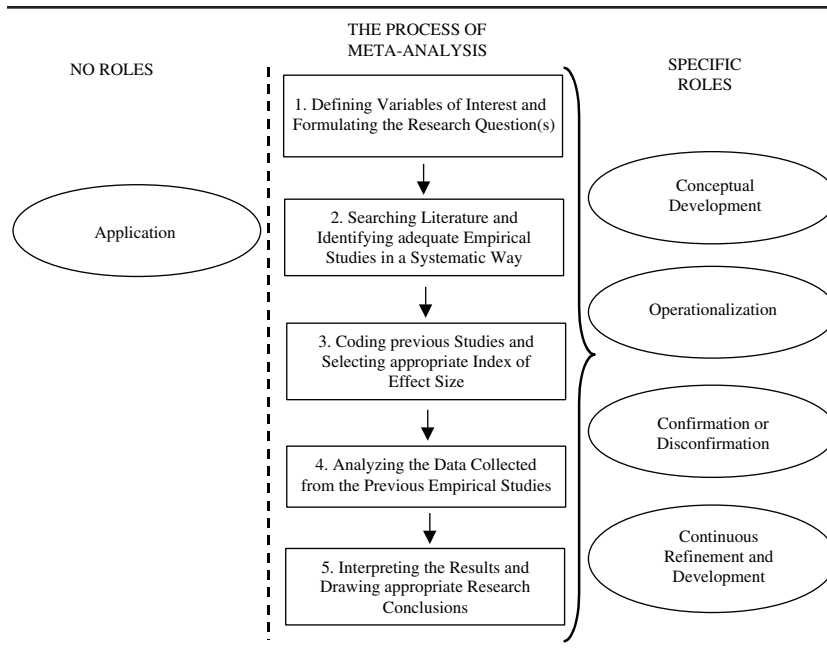 THE PROCESS OF
META-ANALYSIS
NO ROLES
SPECIFIC
ROLES
1. Defining Variables of Interest and
Formulating the Research Question(s)
2. Searching Literature and
Identifying adequate Empirical
Studies in a Systematic Way
3. Coding previous Studies and
Selecting appropriate Index of
Effect Size
4. Analyzing the Data Collected
from the Previous Empirical Studies
5. Interpreting the Results and
Drawing appropriate Research
Conclusions
Application
Conceptual
Development
Operationalization
Confirmation or
Disconfirmation
Continuous
Refinement and
Development